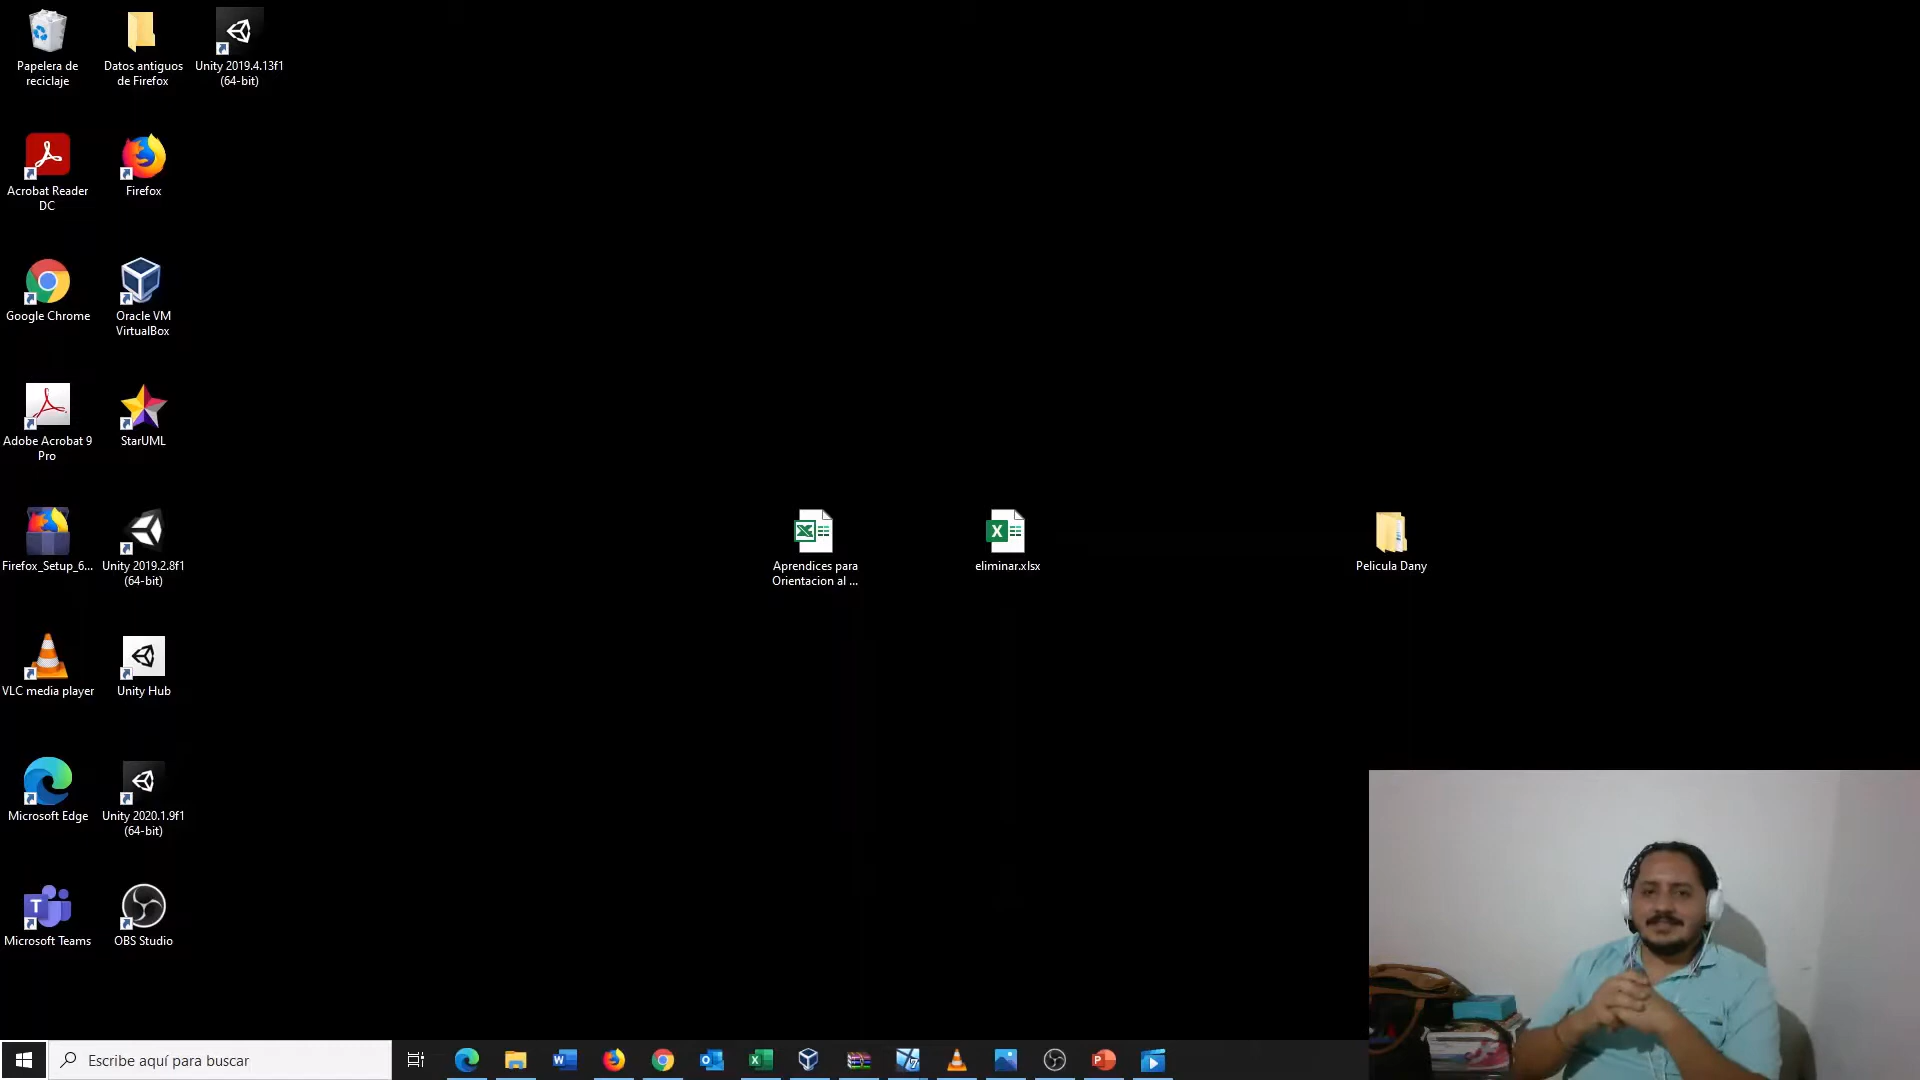 Papelera de
reciclaje
Datos antiguos
de Firefox
Unity 2019.4.13f1
(64-bit)
Acrobat Reader
DC
Firefox
Google Chrome
Oracle VM
VirtualBox
Adobe Acrobat 9
Pro
StarUML
Firefox_Setup_6...
Unity 2019.2.8f1
(64-bit)
Aprendices para
Orientacion al ...
eliminar.xlsx
Pelicula Dany
VLC media player
Unity Hub
Microsoft Edge
Unity 2020.1.9f1
(64-bit)
Microsoft Teams
OBS Studio
Escribe aquí para buscar